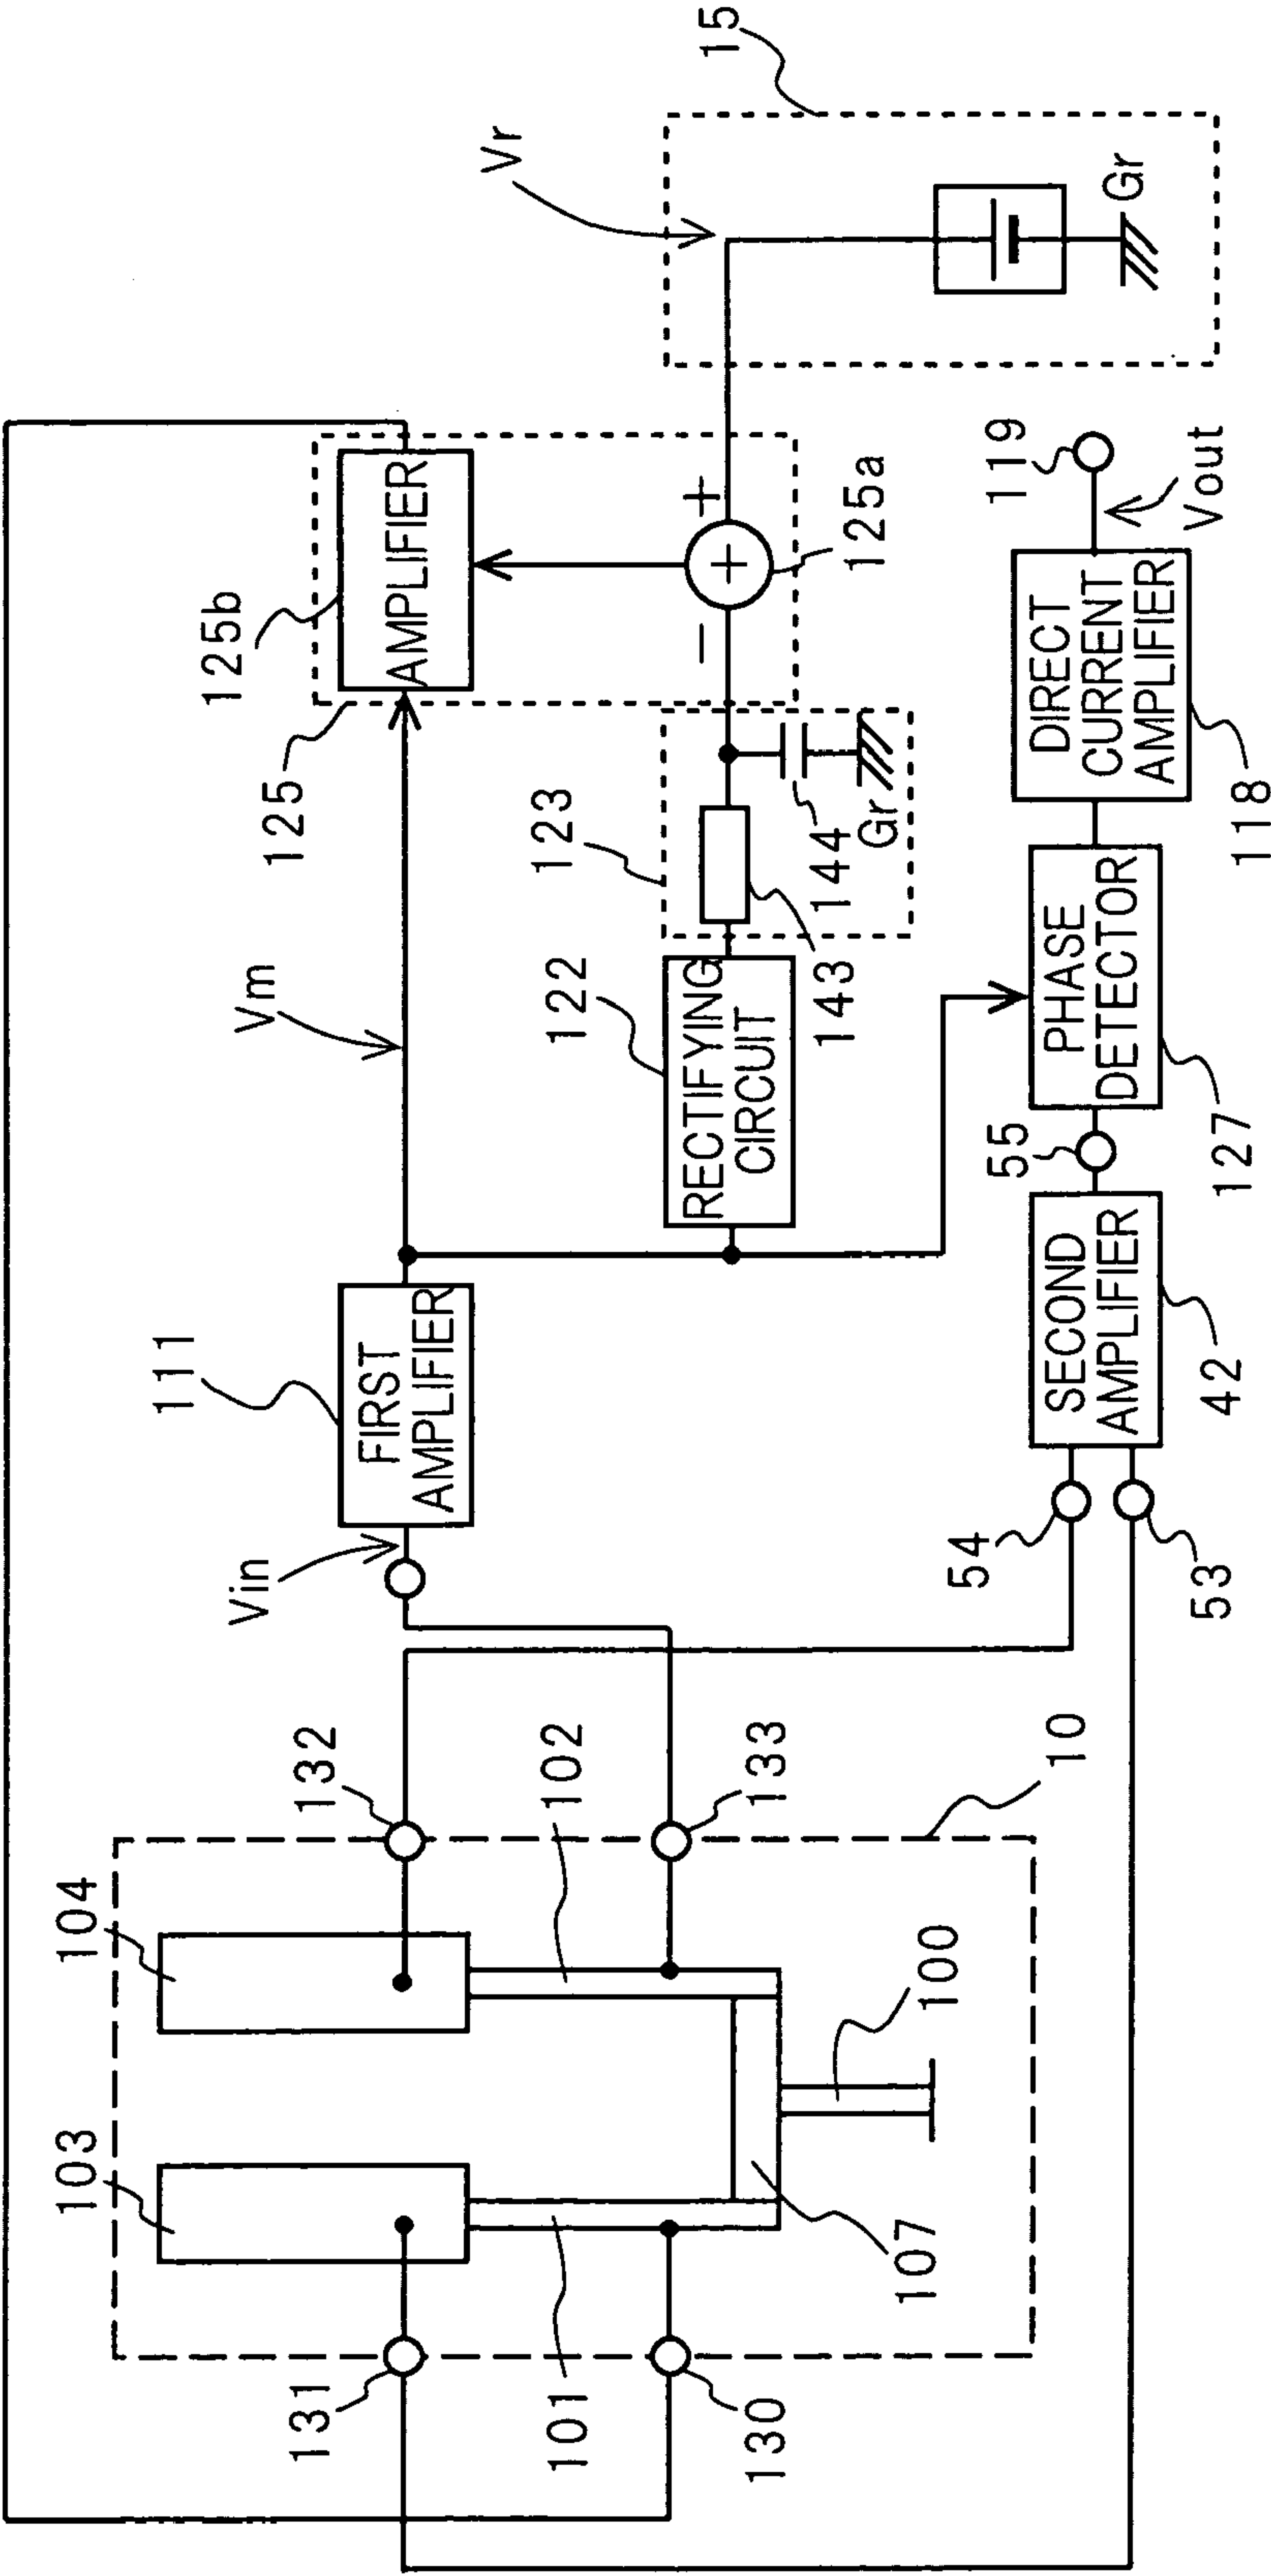 15
Vr
Gr
125b
AMPLIFIER
125
+
+
−
125a
119
Vout
DIRECT
CURRENT
AMPLIFIER
118
Vm
123
144
Gr
143
122
RECTIFYING
CIRCUIT
PHASE
DETECTOR
127
55
111
FIRST
AMPLIFIER
Vin
SECOND
AMPLIFIER
42
54
53
132
102
133
10
104
100
103
107
131
101
130